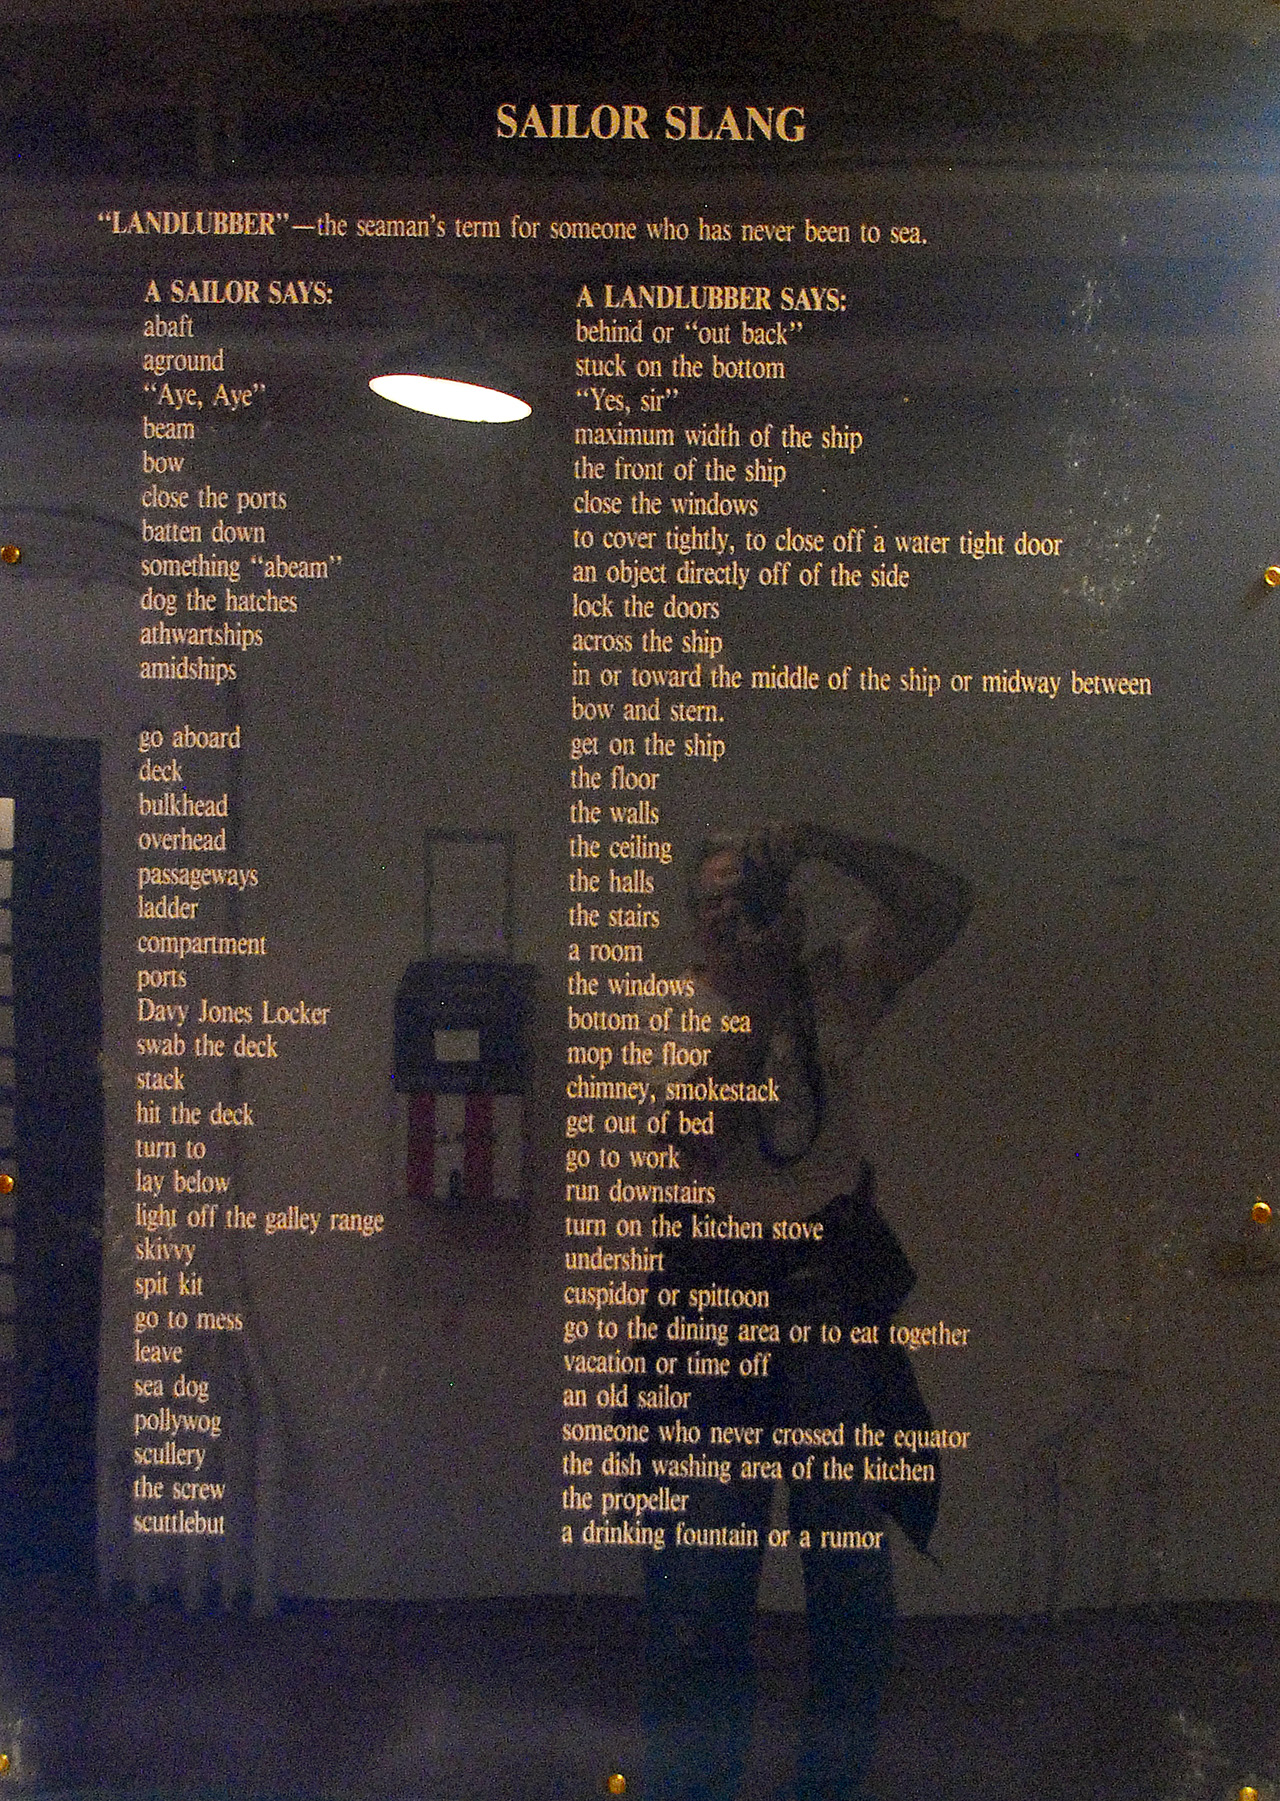 SAILOR SLANG
“LANDLUBBER”—the seaman’s term for someone who has never been to sea.
A SAILOR SAYS: A LANDLUBBER SAYS:
abaft behind or “out back”
aground stuck on the bottom
“Aye, Aye” “Yes, sir”
beam maximum width of the ship
bow the front of the ship
close the ports close the windows
batten down to cover tightly, to close off a water tight door
something “abeam” an object directly off of the side
dog the hatches lock the doors
athwartships across the ship
amidships in or toward the middle of the ship or midway between
bow and stern.
go aboard get on the ship
deck the floor
bulkhead the walls
overhead the ceiling
passageways the halls
ladder the stairs
compartment a room
ports the windows
Davy Jones Locker bottom of the sea
swab the deck mop the floor
stack chimney, smokestack
hit the deck get out of bed
turn to go to work
lay below run downstairs
light off the galley range turn on the kitchen stove
skivvy undershirt
spit kit cuspidor or spittoon
go to mess go to the dining area or to eat together
leave vacation or time off
sea dog an old sailor
pollywog someone who never crossed the equator
scullery the dish washing area of the kitchen
the screw the propeller
scuttlebut a drinking fountain or a rumor